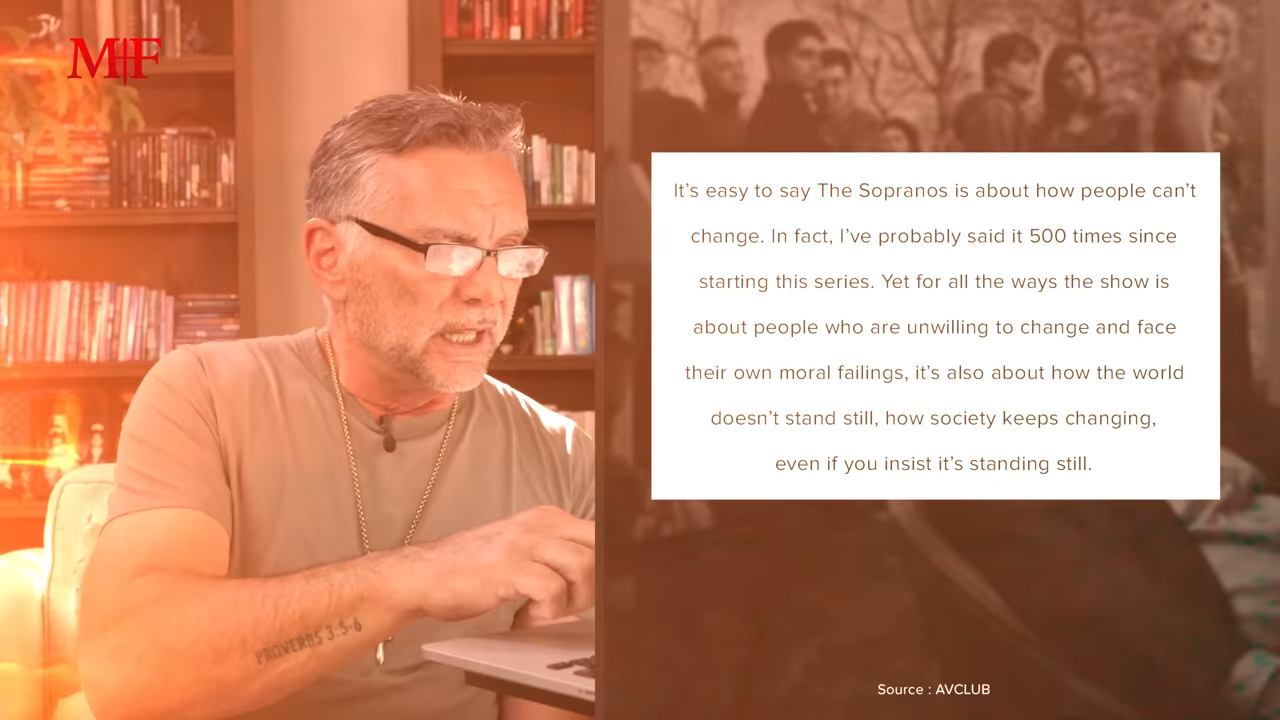 M+F
It's easy to say The Sopranos is about how people can't
change. In fact, I've probably said it 500 times since
starting this series. Yet for all the ways the show is
about people who are unwilling to change and face
their own moral failings, it's also about how the world
doesn't stand still, how society keeps changing,
even if you insist it's standing still.
PROVERBS 3:5-6
Source : AVCLUB